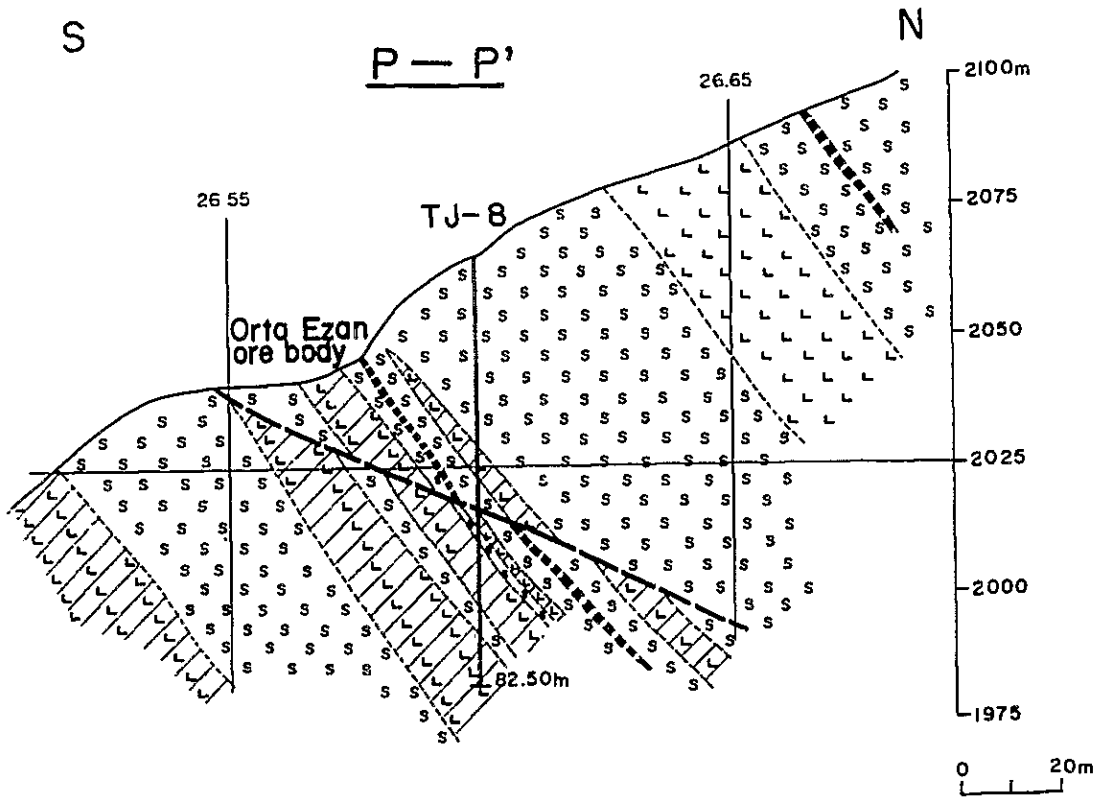 S
N
P — P'
2100m
26.65
26 55
2075
TJ-8
Orta Ezan
ore body
2050
2025
2000
82.50m
1975
0 20m